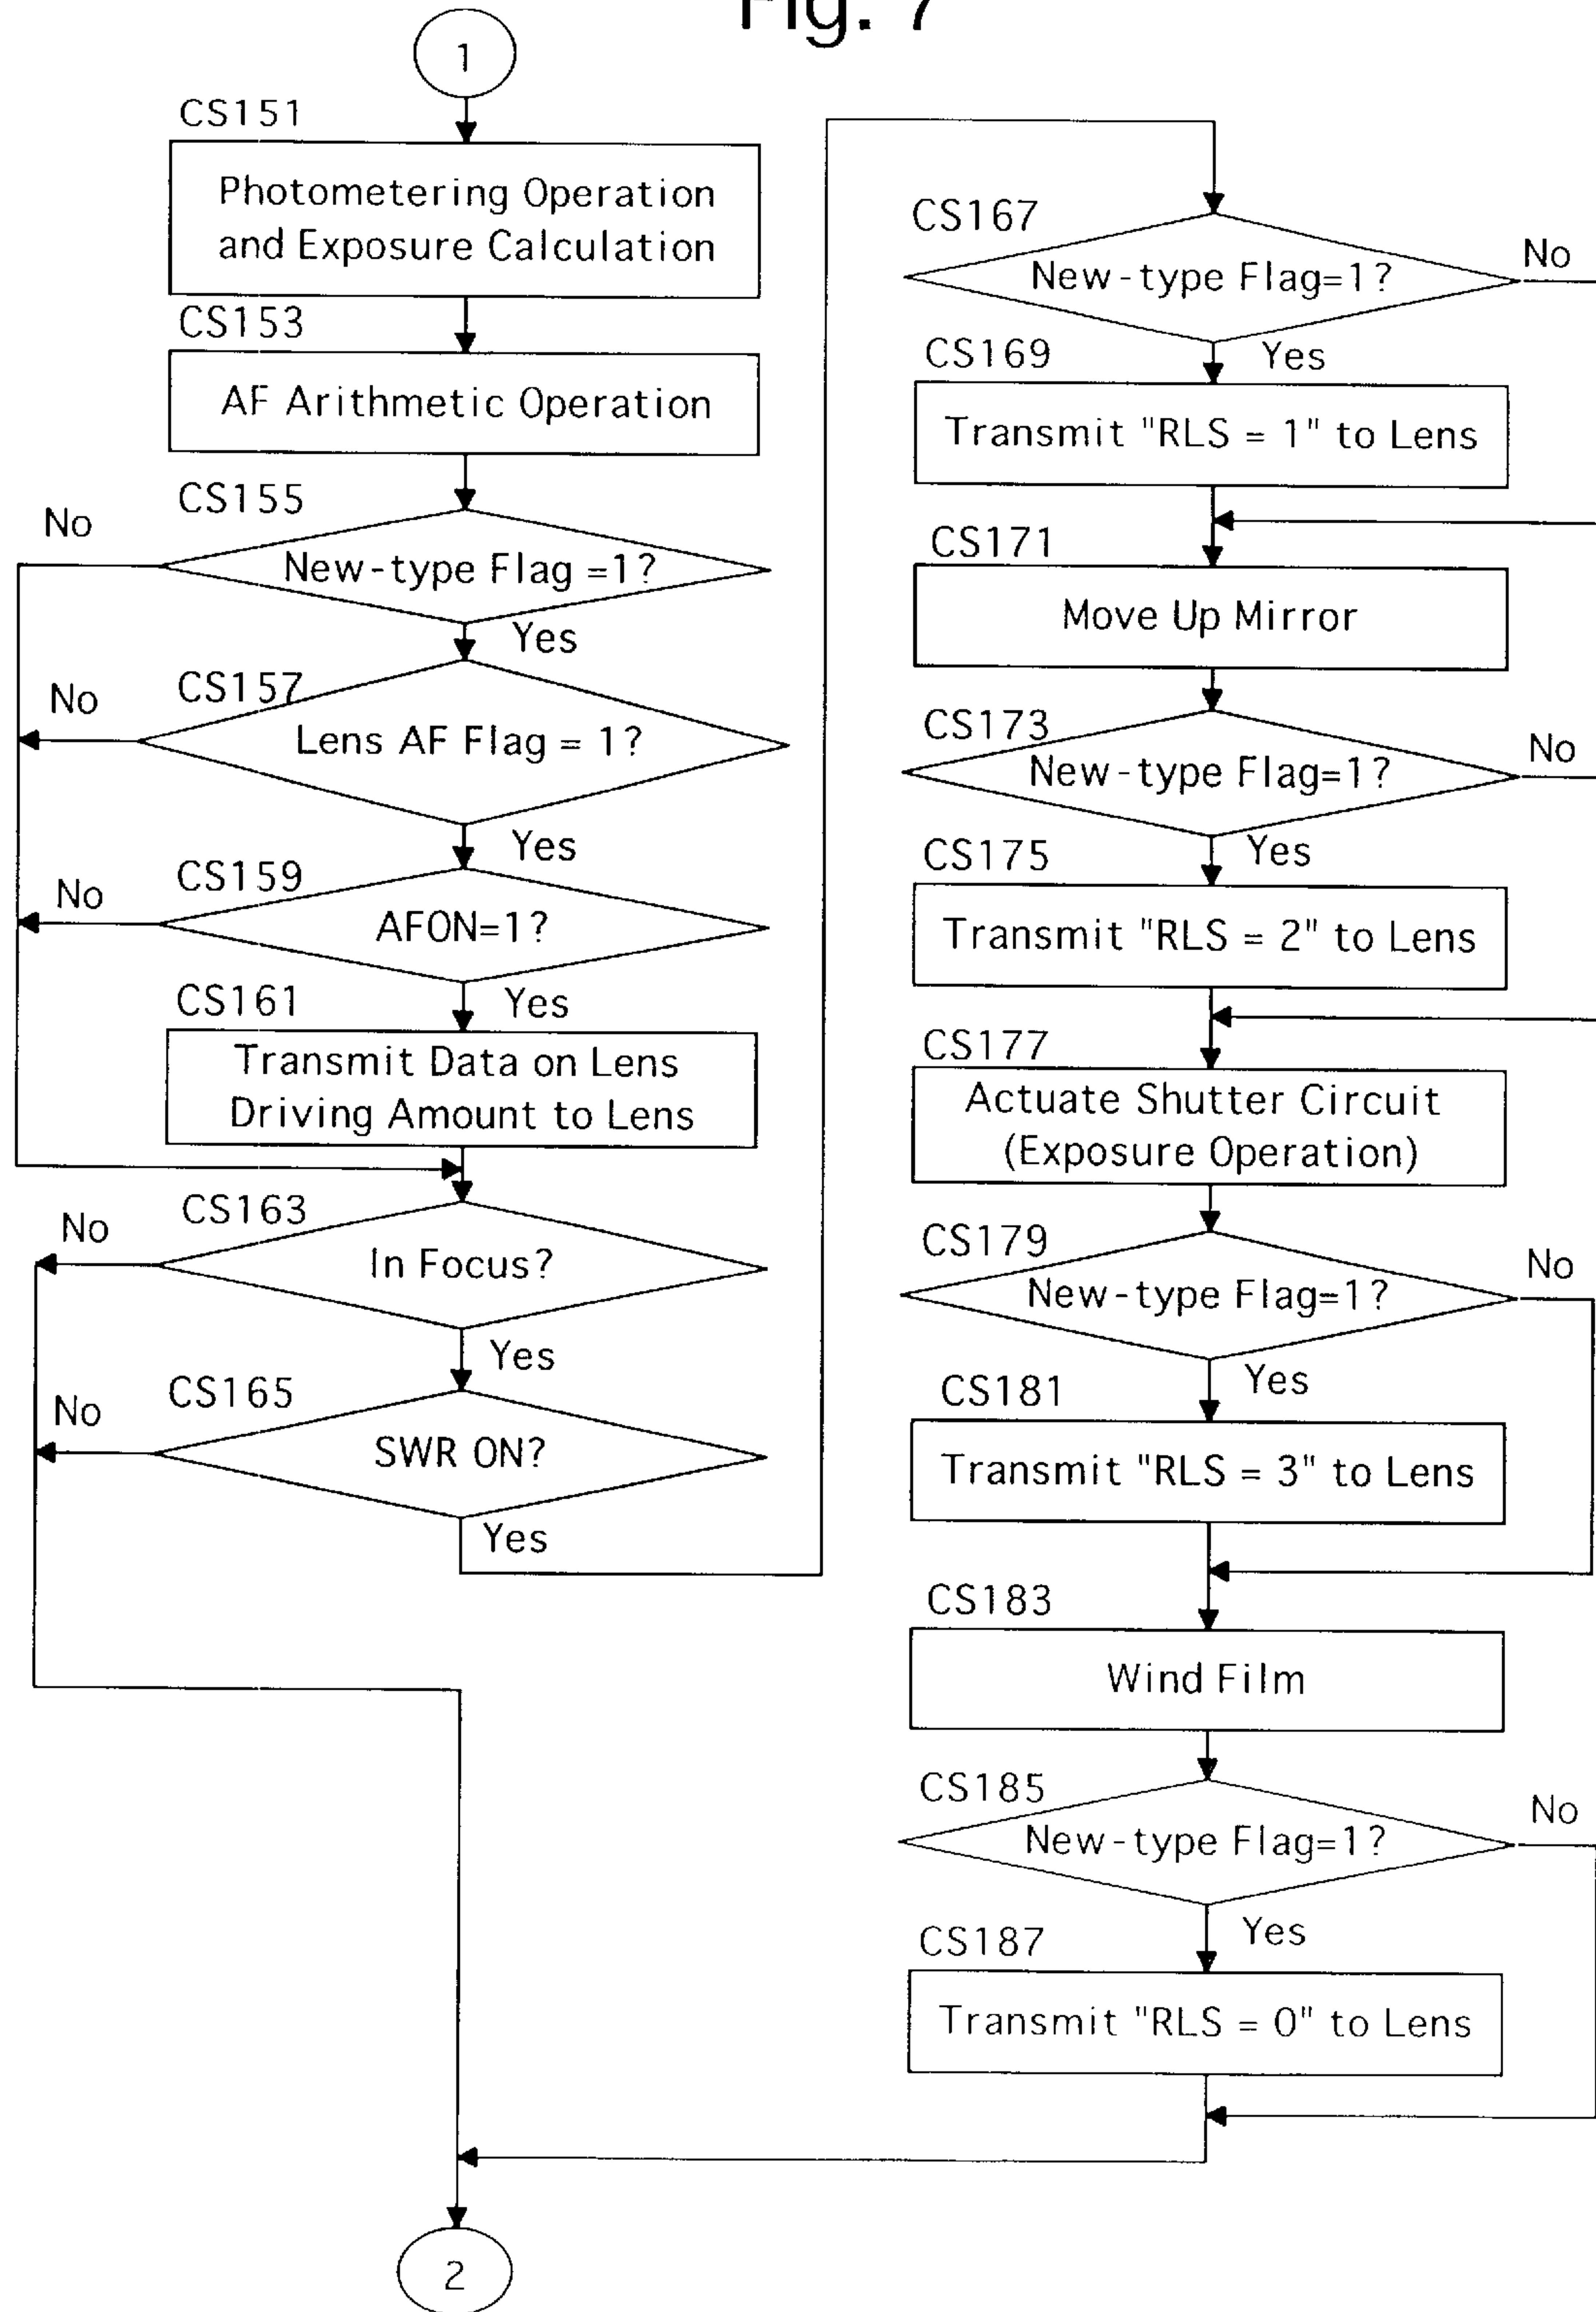 Fig. 7
1
CS151
Photometering Operation
and Exposure Calculation
CS153
AF Arithmetic Operation
CS155
No
New-type Flag =1?
Yes
CS157
No
Lens AF Flag = 1?
Yes
CS159
No
AFON=1?
Yes
CS161
Transmit Data on Lens
Driving Amount to Lens
CS163
No
In Focus?
Yes
CS165
No
SWR ON?
Yes
CS167
No
New-type Flag=1?
Yes
CS169
Transmit "RLS = 1" to Lens
CS171
Move Up Mirror
CS173
No
New-type Flag=1?
Yes
CS175
Transmit "RLS = 2" to Lens
CS177
Actuate Shutter Circuit
(Exposure Operation)
CS179
No
New-type Flag=1?
Yes
CS181
Transmit "RLS = 3" to Lens
CS183
Wind Film
CS185
No
New-type Flag=1?
Yes
CS187
Transmit "RLS = 0" to Lens
2